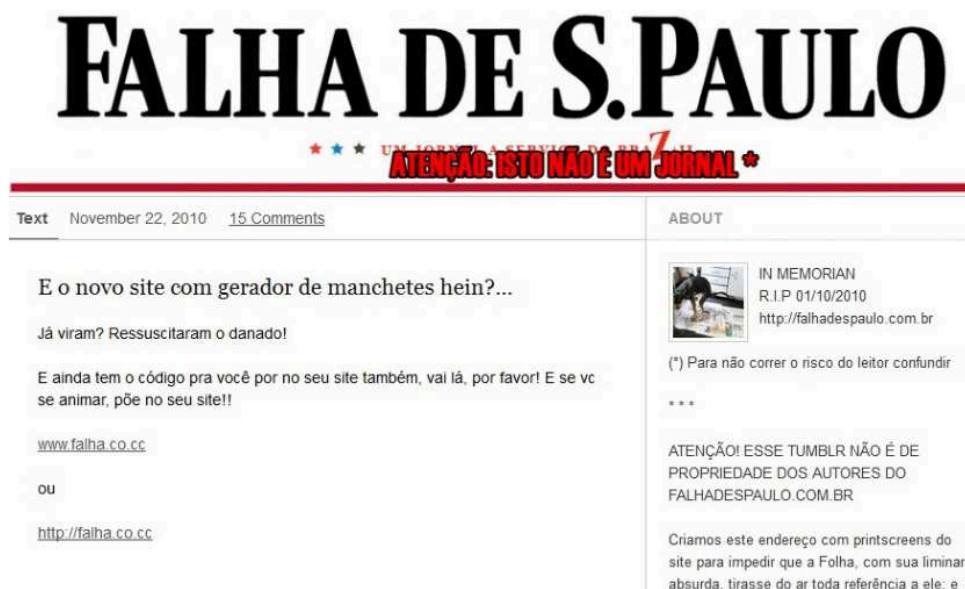 FALHA DE S.PAULO
★ ★ ★ UM JORNAL A SERVIÇO DO BRAZ
ATENÇÃO: ISTO NÃO É UM JORNAL *
Text November 22, 2010 15 Comments
E o novo site com gerador de manchetes hein?...
Já viram? Ressuscitaram o danado!
E ainda tem o código pra você por no seu site também, vai lá, por favor! E se vc
se animar, põe no seu site!!
www.falha.co.cc
ou
http://falha.co.cc
ABOUT
IN MEMORIAN
R.I.P 01/10/2010
http://falhadespaulo.com.br
(*) Para não correr o risco do leitor confundir
* * *
ATENÇÃO! ESSE TUMBLR NÃO É DE
PROPRIEDADE DOS AUTORES DO
FALHADESPAULO.COM.BR
Criamos este endereço com printscreens do
site para impedir que a Folha, com sua liminar
absurda, tirasse do ar toda referência a ele; e